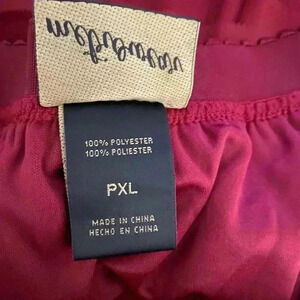 100% POLYESTER
100% POLIESTER
PXL
MADE IN CHINA
HECHO EN CHINA